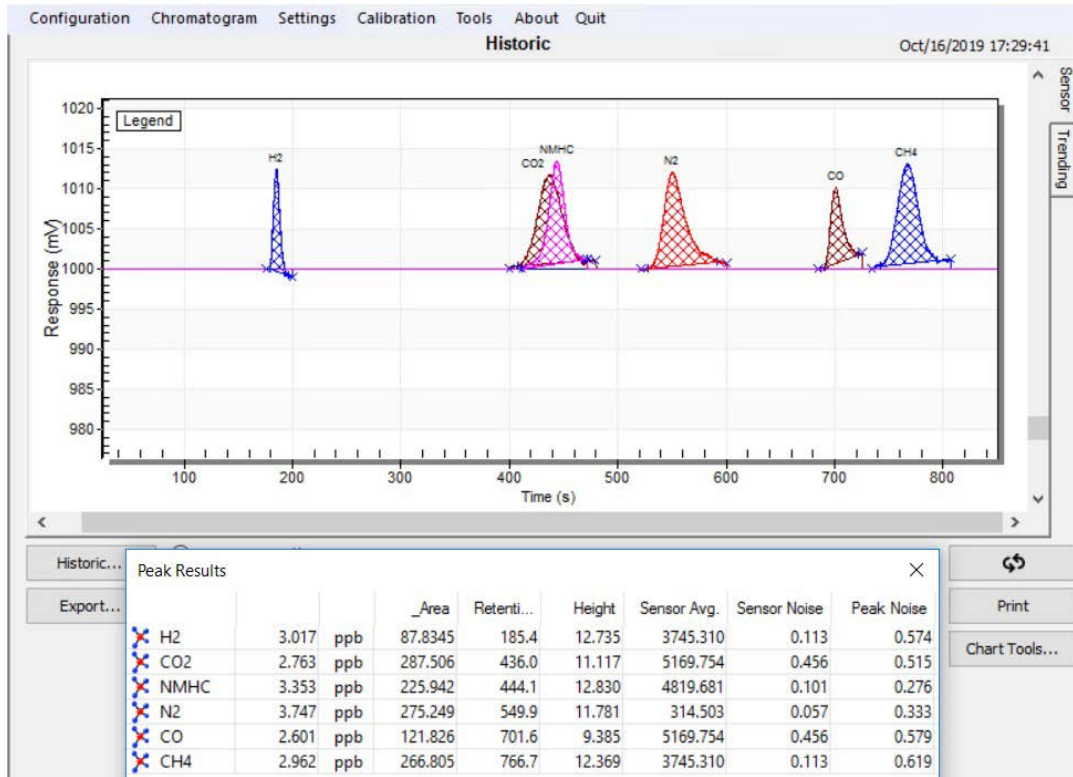 Configuration Chromatogram Settings Calibration Tools About Quit
Historic
Oct/16/2019 17:29:41
Sensor
Trending
Legend
H2
CO2
NMHC
N2
CO
CH4
1020
1015
1010
1005
1000
995
990
985
980
Response (mV)
100 200 300 400 500 600 700 800
Time (s)
Historic...
Export...
Print
Chart Tools...
Peak Results
_Area Retenti... Height Sensor Avg. Sensor Noise Peak Noise
H2 3.017 ppb 87.8345 185.4 12.735 3745.310 0.113 0.574
CO2 2.763 ppb 287.506 436.0 11.117 5169.754 0.456 0.515
NMHC 3.353 ppb 225.942 444.1 12.830 4819.681 0.101 0.276
N2 3.747 ppb 275.249 549.9 11.781 314.503 0.057 0.333
CO 2.601 ppb 121.826 701.6 9.385 5169.754 0.456 0.579
CH4 2.962 ppb 266.805 766.7 12.369 3745.310 0.113 0.619